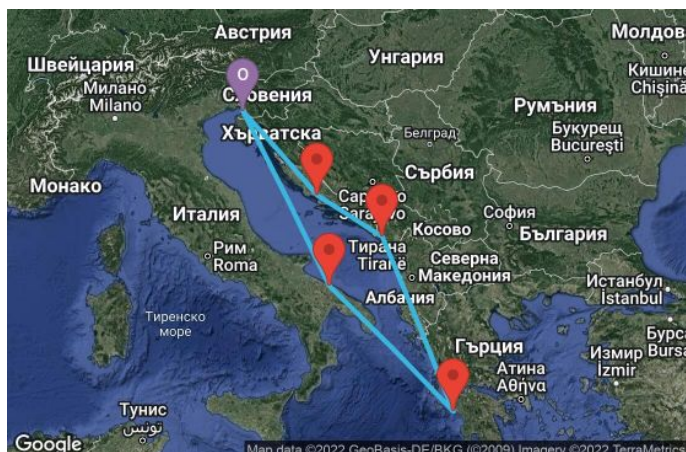 АВСТРИЯ
Молдова
Швейцария
Унгария
Кишине
Chișină
Милано
Milano
O
Словения
Румъния
Хърватска
Белград
Букурещ
București
Монако
Сърбия
Сараево
Sarajevo
Италия
Косово
София
България
Рим
Roma
Тирана
Tiranë
Северна
Македония
Истанбул
İstanbul
Албания
Тиренско
море
Гърция
Бурса
Bursa
Атина
Αθήνα
Измир
İzmir
Тунис
تونس
Google
Map data ©2022 GeoBasis-DE/BKG (©2009) Imagery ©2022 TerraMetrics